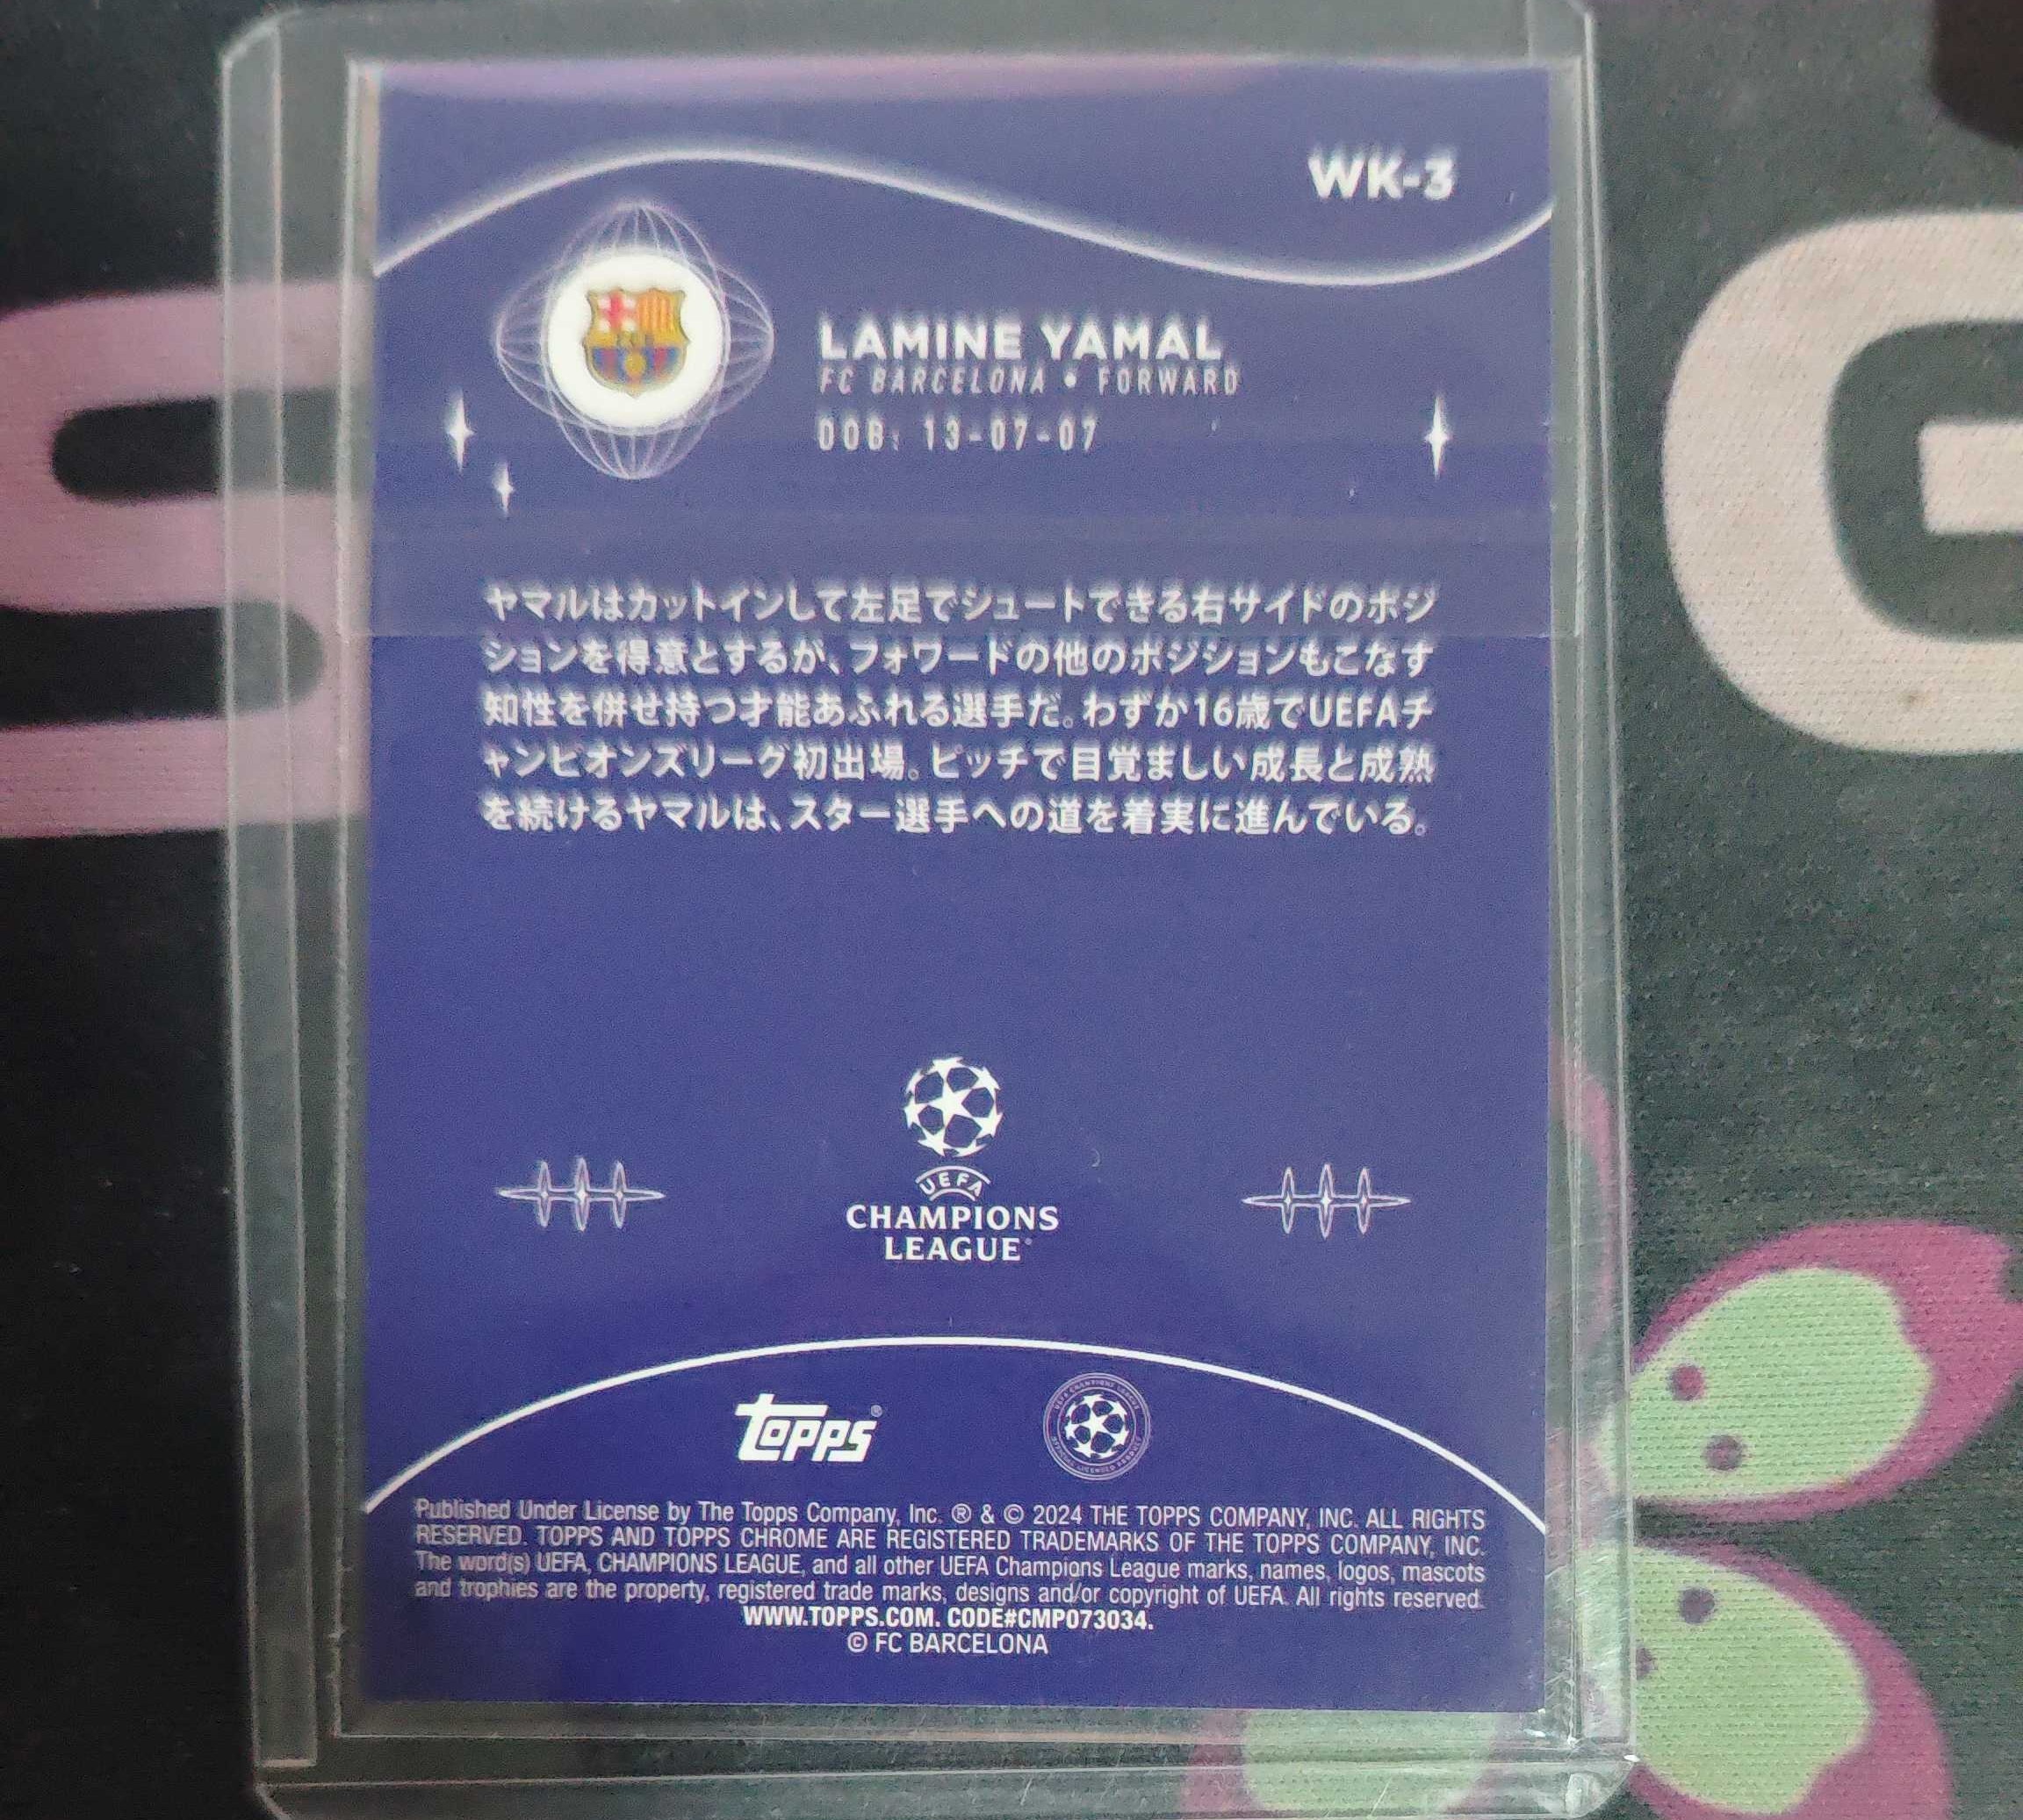 WK-3
LAMINE YAMAL
FC BARCELONA • FORWARD
DOB: 13-07-07
ヤマルはカットインして左足でシュートできる右サイドのポジ
ションを得意とするが、フォワードの他のポジションもこなす
知性を併せ持つ才能あふれる選手だ。わずか16歳でUEFAチ
ャンピオンズリーグ初出場。ピッチで目覚ましい成長と成熟
を続けるヤマルは、スター選手への道を着実に進んでいる。
UEFA
CHAMPIONS
LEAGUE
Topps®
Published Under License by The Topps Company, Inc. ® & © 2024 THE TOPPS COMPANY, INC. ALL RIGHTS
RESERVED. TOPPS AND TOPPS CHROME ARE REGISTERED TRADEMARKS OF THE TOPPS COMPANY, INC.
The word(s) UEFA, CHAMPIONS LEAGUE, and all other UEFA Champions League marks, names, logos, mascots
and trophies are the property, registered trade marks, designs and/or copyright of UEFA. All rights reserved.
WWW.TOPPS.COM. CODE#CMP073034.
© FC BARCELONA
S
G